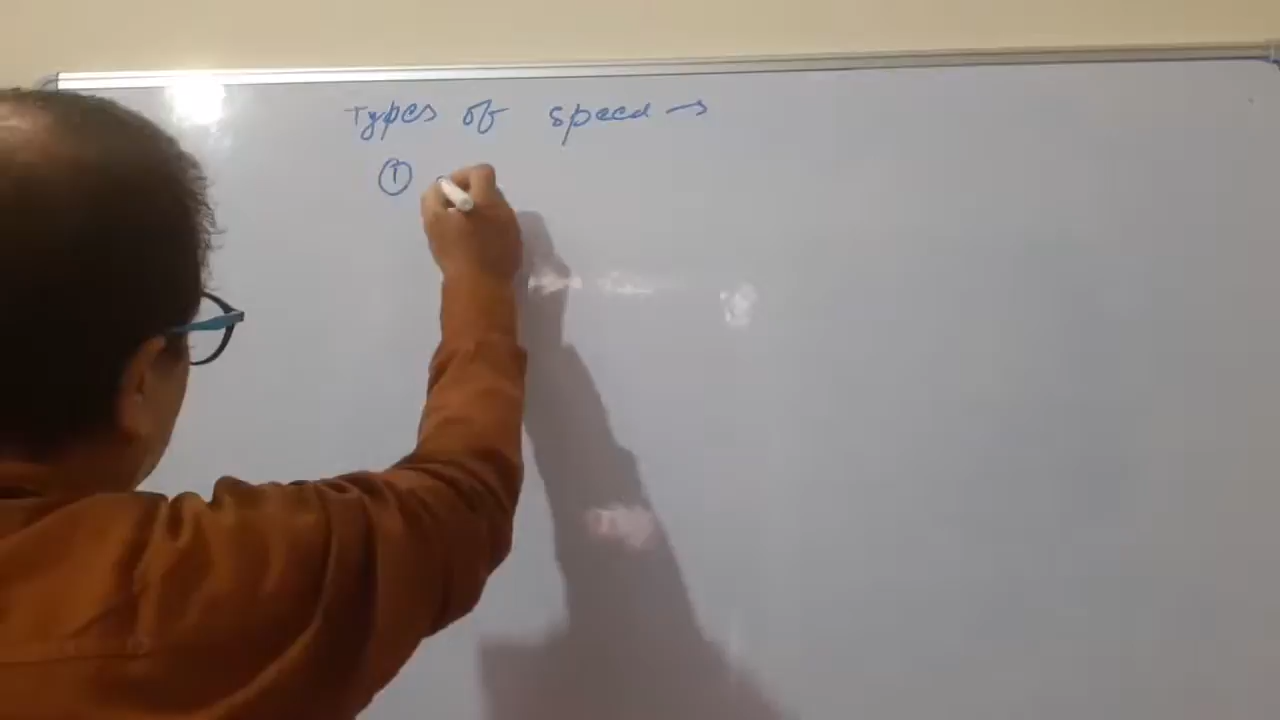 Types of speed →
①